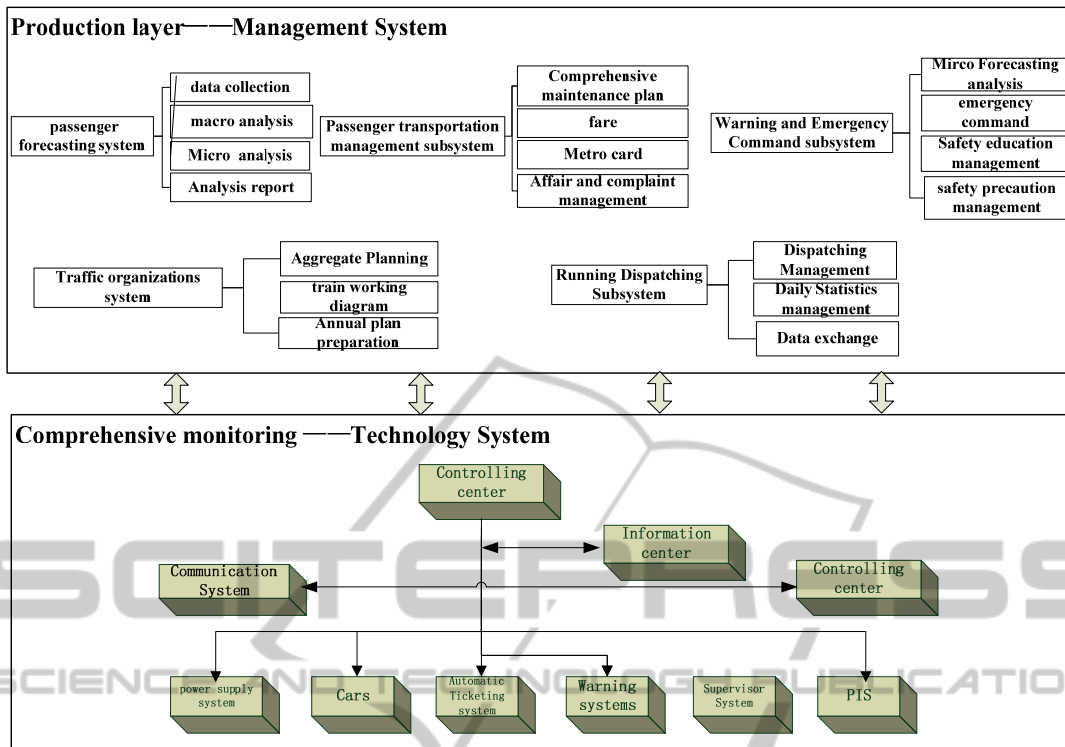 Production layer——Management System
passenger
forecasting system
data collection
macro analysis
Micro analysis
Analysis report
Passenger transportation
management subsystem
Comprehensive
maintenance plan
fare
Metro card
Affair and complaint
management
Warning and Emergency
Command subsystem
Mirco Forecasting
analysis
emergency
command
Safety education
management
safety precaution
management
Traffic organizations
system
Aggregate Planning
train working
diagram
Annual plan
preparation
Running Dispatching
Subsystem
Dispatching
Management
Daily Statistics
management
Data exchange
Comprehensive monitoring ——Technology System
Controlling
center
Information
center
Communication
System
Controlling
center
power supply
system
Cars
Automatic
Ticketing
system
Warning
systems
Supervisor
System
PIS
SCITEPRESS
SCIENCE AND TECHNOLOGY PUBLICATIONS